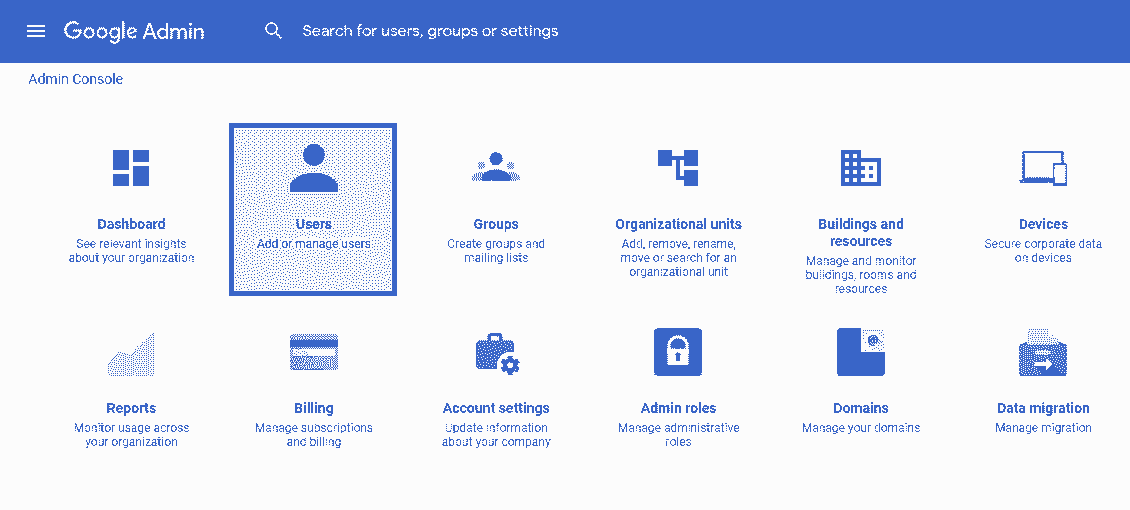 Google Admin
Search for users, groups or settings
Admin Console
Dashboard
See relevant insights
about your organization
Users
Add or manage users
Groups
Create groups and
mailing lists
Organizational units
Add, remove, rename,
move or search for an
organizational unit
Buildings and
resources
Manage and monitor
buildings, rooms and
resources
Devices
Secure corporate data
on devices
Reports
Monitor usage across
your organization
Billing
Manage subscriptions
and billing
Account settings
Update information
about your company
Admin roles
Manage administrative
roles
Domains
Manage your domains
Data migration
Manage migration